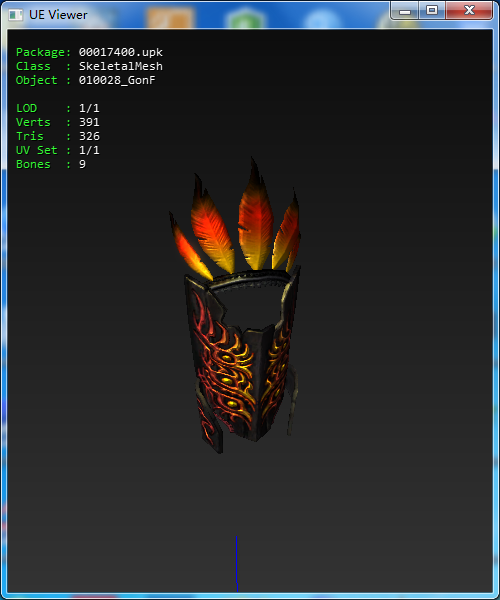 UE Viewer
Package: 00017400.upk
Class : SkeletalMesh
Object : 010028_GonF
LOD : 1/1
Verts : 391
Tris : 326
UV Set : 1/1
Bones : 9